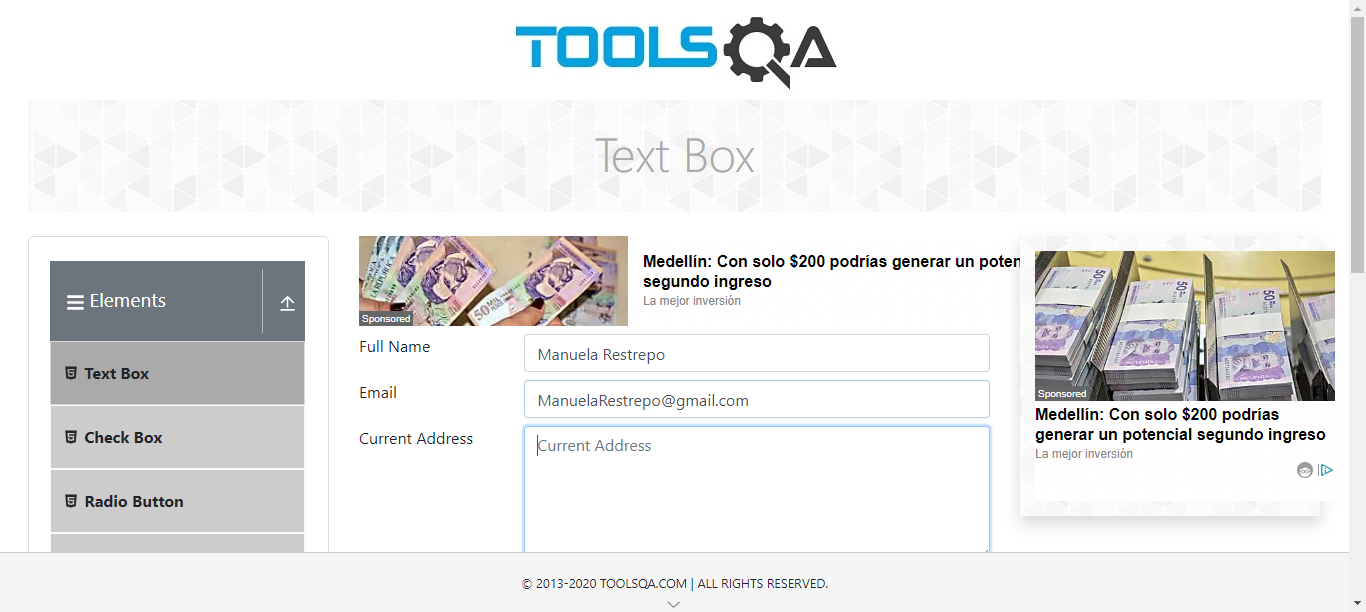 TOOLSQA
Text Box
Elements
Text Box
Check Box
Radio Button
Sponsored
Medellín: Con solo $200 podrías generar un poten
segundo ingreso
La mejor inversión
Full Name
Manuela Restrepo
Email
ManuelaRestrepo@gmail.com
Current Address
Current Address
Sponsored
Medellín: Con solo $200 podrías
generar un potencial segundo ingreso
La mejor inversión
© 2013-2020 TOOLSQA.COM | ALL RIGHTS RESERVED.